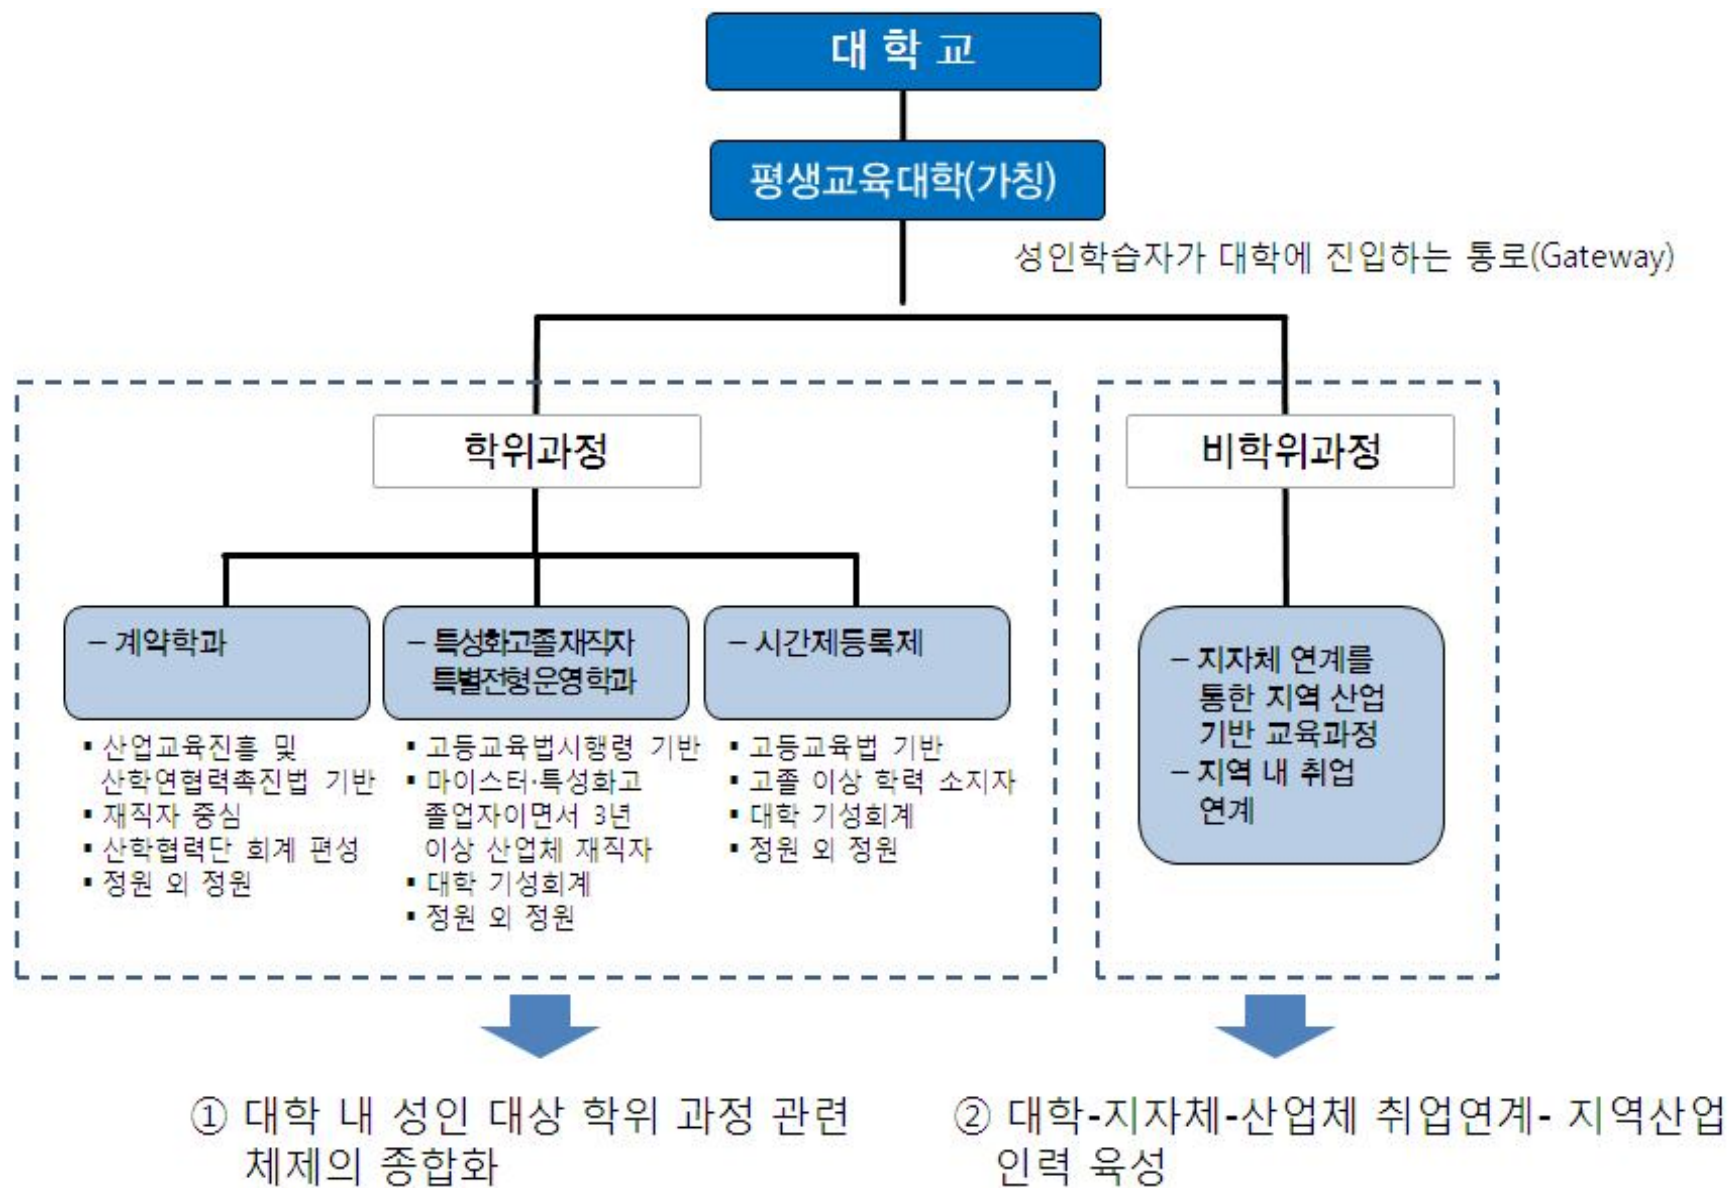 대 학 교
평생교육대학(가칭)
성인학습자가 대학에 진입하는 통로(Gateway)
학위과정
– 계약학과
▪ 산업교육진흥 및
산학연협력촉진법 기반
▪ 재직자 중심
▪ 산학협력단 회계 편성
▪ 정원 외 정원
– 특성화고졸재직자
특별전형운영학과
▪ 고등교육법시행령 기반
▪ 마이스터·특성화고
졸업자이면서 3년
이상 산업체 재직자
▪ 대학 기성회계
▪ 정원 외 정원
– 시간제등록제
▪ 고등교육법 기반
▪ 고졸 이상 학력 소지자
▪ 대학 기성회계
▪ 정원 외 정원
비학위과정
– 지자체 연계를
통한 지역 산업
기반 교육과정
– 지역 내 취업
연계
① 대학 내 성인 대상 학위 과정 관련
체제의 종합화
② 대학-지자체-산업체 취업연계- 지역산업
인력 육성